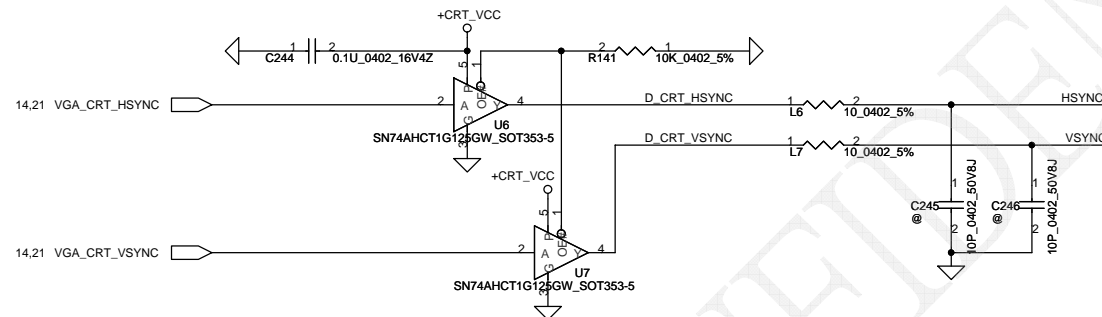 +CRT_VCC
1 2
C244 0.1U_0402_16V4Z
2 1
R141 10K_0402_5%
5 1
P OE#
14,21 VGA_CRT_HSYNC 2 A Y 4 D_CRT_HSYNC 1 2 HSYNC
G U6 L6 10_0402_5%
3
SN74AHCT1G125GW_SOT353-5
D_CRT_VSYNC 1 2 VSYNC
L7 10_0402_5%
+CRT_VCC
5 1
P OE#
1 1
C245 C246
@ @
10P_0402_50V8J 10P_0402_50V8J
2 2
14,21 VGA_CRT_VSYNC 2 A Y 4
G U7
3
SN74AHCT1G125GW_SOT353-5